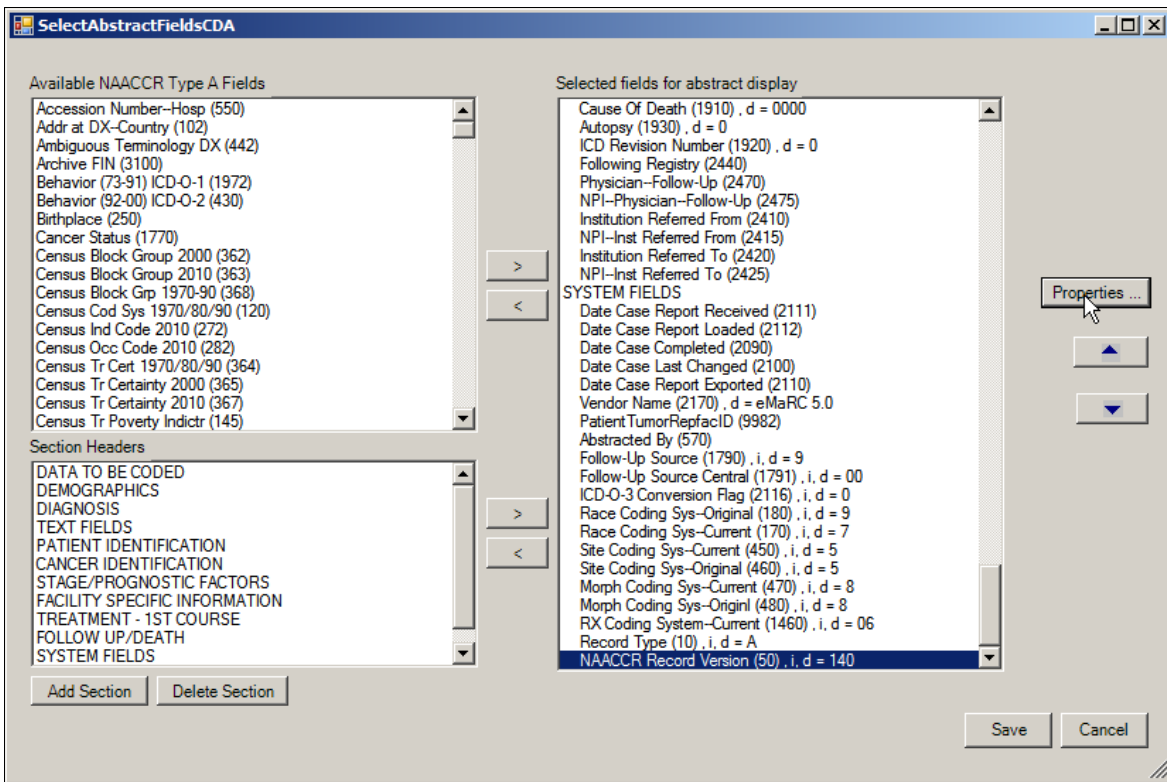 SelectAbstractFieldsCDA
Available NAACCR Type A Fields
Accession Number--Hosp (550)
Addr at DX--Country (102)
Ambiguous Terminology DX (442)
Archive FIN (3100)
Behavior (73-91) ICD-O-1 (1972)
Behavior (92-00) ICD-O-2 (430)
Birthplace (250)
Cancer Status (1770)
Census Block Group 2000 (362)
Census Block Group 2010 (363)
Census Block Grp 1970-90 (368)
Census Cod Sys 1970/80/90 (120)
Census Ind Code 2010 (272)
Census Occ Code 2010 (282)
Census Tr Cert 1970/80/90 (364)
Census Tr Certainty 2000 (365)
Census Tr Certainty 2010 (367)
Census Tr Poverty Indictr (145)
Section Headers
DATA TO BE CODED
DEMOGRAPHICS
DIAGNOSIS
TEXT FIELDS
PATIENT IDENTIFICATION
CANCER IDENTIFICATION
STAGE/PROGNOSTIC FACTORS
FACILITY SPECIFIC INFORMATION
TREATMENT - 1ST COURSE
FOLLOW UP/DEATH
SYSTEM FIELDS
Add Section
Delete Section
>
<
>
<
Selected fields for abstract display
Cause Of Death (1910) , d = 0000
Autopsy (1930) , d = 0
ICD Revision Number (1920) , d = 0
Following Registry (2440)
Physician--Follow-Up (2470)
NPI--Physician--Follow-Up (2475)
Institution Referred From (2410)
NPI--Inst Referred From (2415)
Institution Referred To (2420)
NPI--Inst Referred To (2425)
SYSTEM FIELDS
Date Case Report Received (2111)
Date Case Report Loaded (2112)
Date Case Completed (2090)
Date Case Last Changed (2100)
Date Case Report Exported (2110)
Vendor Name (2170) , d = eMaRC 5.0
PatientTumorRepfacID (9982)
Abstracted By (570)
Follow-Up Source (1790) , i, d = 9
Follow-Up Source Central (1791) , i, d = 00
ICD-O-3 Conversion Flag (2116) , i, d = 0
Race Coding Sys--Original (180) , i, d = 9
Race Coding Sys--Current (170) , i, d = 7
Site Coding Sys--Current (450) , i, d = 5
Site Coding Sys--Original (460) , i, d = 5
Morph Coding Sys--Current (470) , i, d = 8
Morph Coding Sys--Originl (480) , i, d = 8
RX Coding System--Current (1460) , i, d = 06
Record Type (10) , i, d = A
NAACCR Record Version (50) , i, d = 140
Properties ...
Save
Cancel